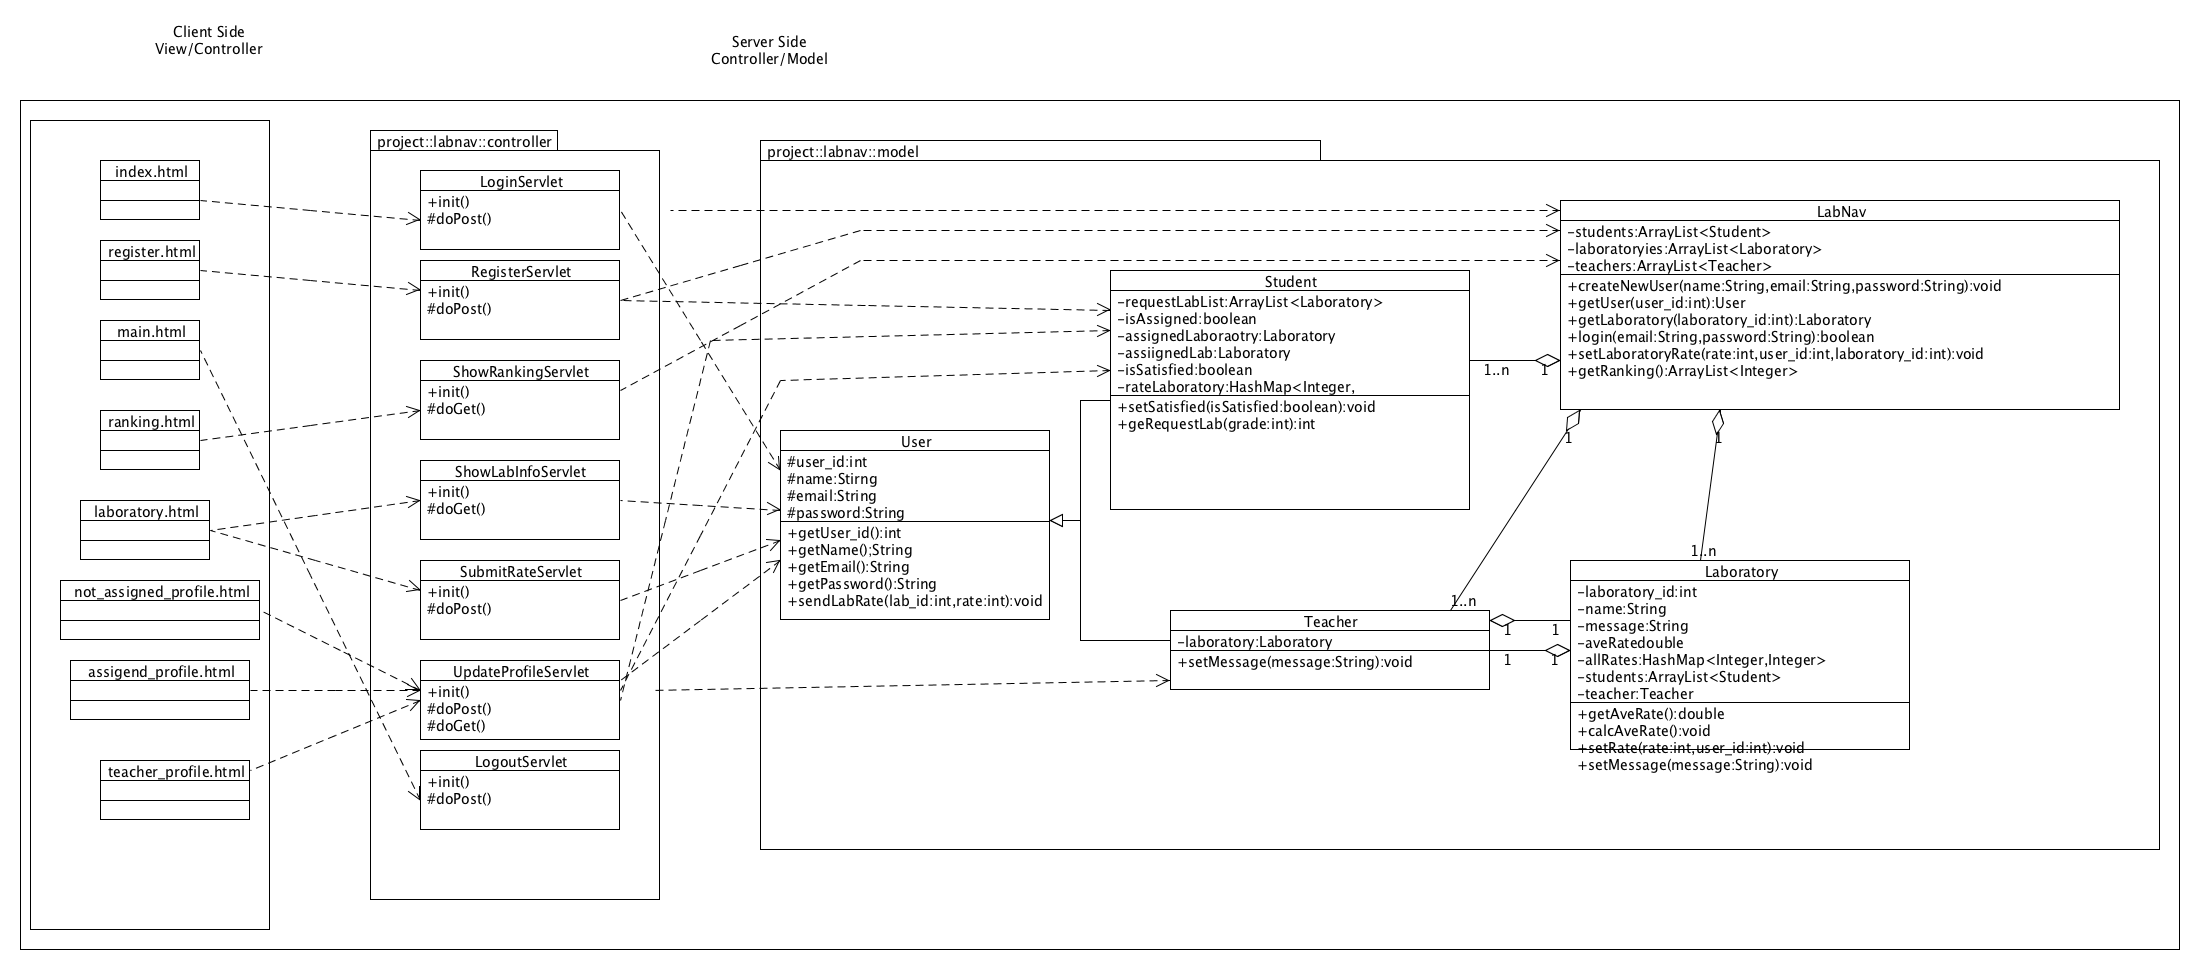 Client Side
View/Controller
Server Side
Controller/Model
index.html
register.html
main.html
ranking.html
laboratory.html
not_assigned_profile.html
assigend_profile.html
teacher_profile.html
project::labnav::controller
LoginServlet
+init()
#doPost()
RegisterServlet
+init()
#doPost()
ShowRankingServlet
+init()
#doGet()
ShowLabInfoServlet
+init()
#doGet()
SubmitRateServlet
+init()
#doPost()
UpdateProfileServlet
+init()
#doPost()
#doGet()
LogoutServlet
+init()
#doPost()
project::labnav::model
User
#user_id:int
#name:Stirng
#email:String
#password:String
+getUser_id():int
+getName();String
+getEmail():String
+getPassword():String
+sendLabRate(lab_id:int,rate:int):void
Student
-requestLabList:ArrayList<Laboratory>
-isAssigned:boolean
-assignedLaboraotry:Laboratory
-assiignedLab:Laboratory
-isSatisfied:boolean
-rateLaboratory:HashMap<Integer,
+setSatisfied(isSatisfied:boolean):void
+geRequestLab(grade:int):int
1..n
1
LabNav
-students:ArrayList<Student>
-laboratoryies:ArrayList<Laboratory>
-teachers:ArrayList<Teacher>
+createNewUser(name:String,email:String,password:String):void
+getUser(user_id:int):User
+getLaboratory(laboratory_id:int):Laboratory
+login(email:String,password:String):boolean
+setLaboratoryRate(rate:int,user_id:int,laboratory_id:int):void
+getRanking():ArrayList<Integer>
1
1
1..n
1..n
Teacher
-laboratory:Laboratory
+setMessage(message:String):void
1
1
1
1
Laboratory
-laboratory_id:int
-name:String
-message:String
-aveRatedouble
-allRates:HashMap<Integer,Integer>
-students:ArrayList<Student>
-teacher:Teacher
+getAveRate():double
+calcAveRate():void
+setRate(rate:int,user_id:int):void
+setMessage(message:String):void